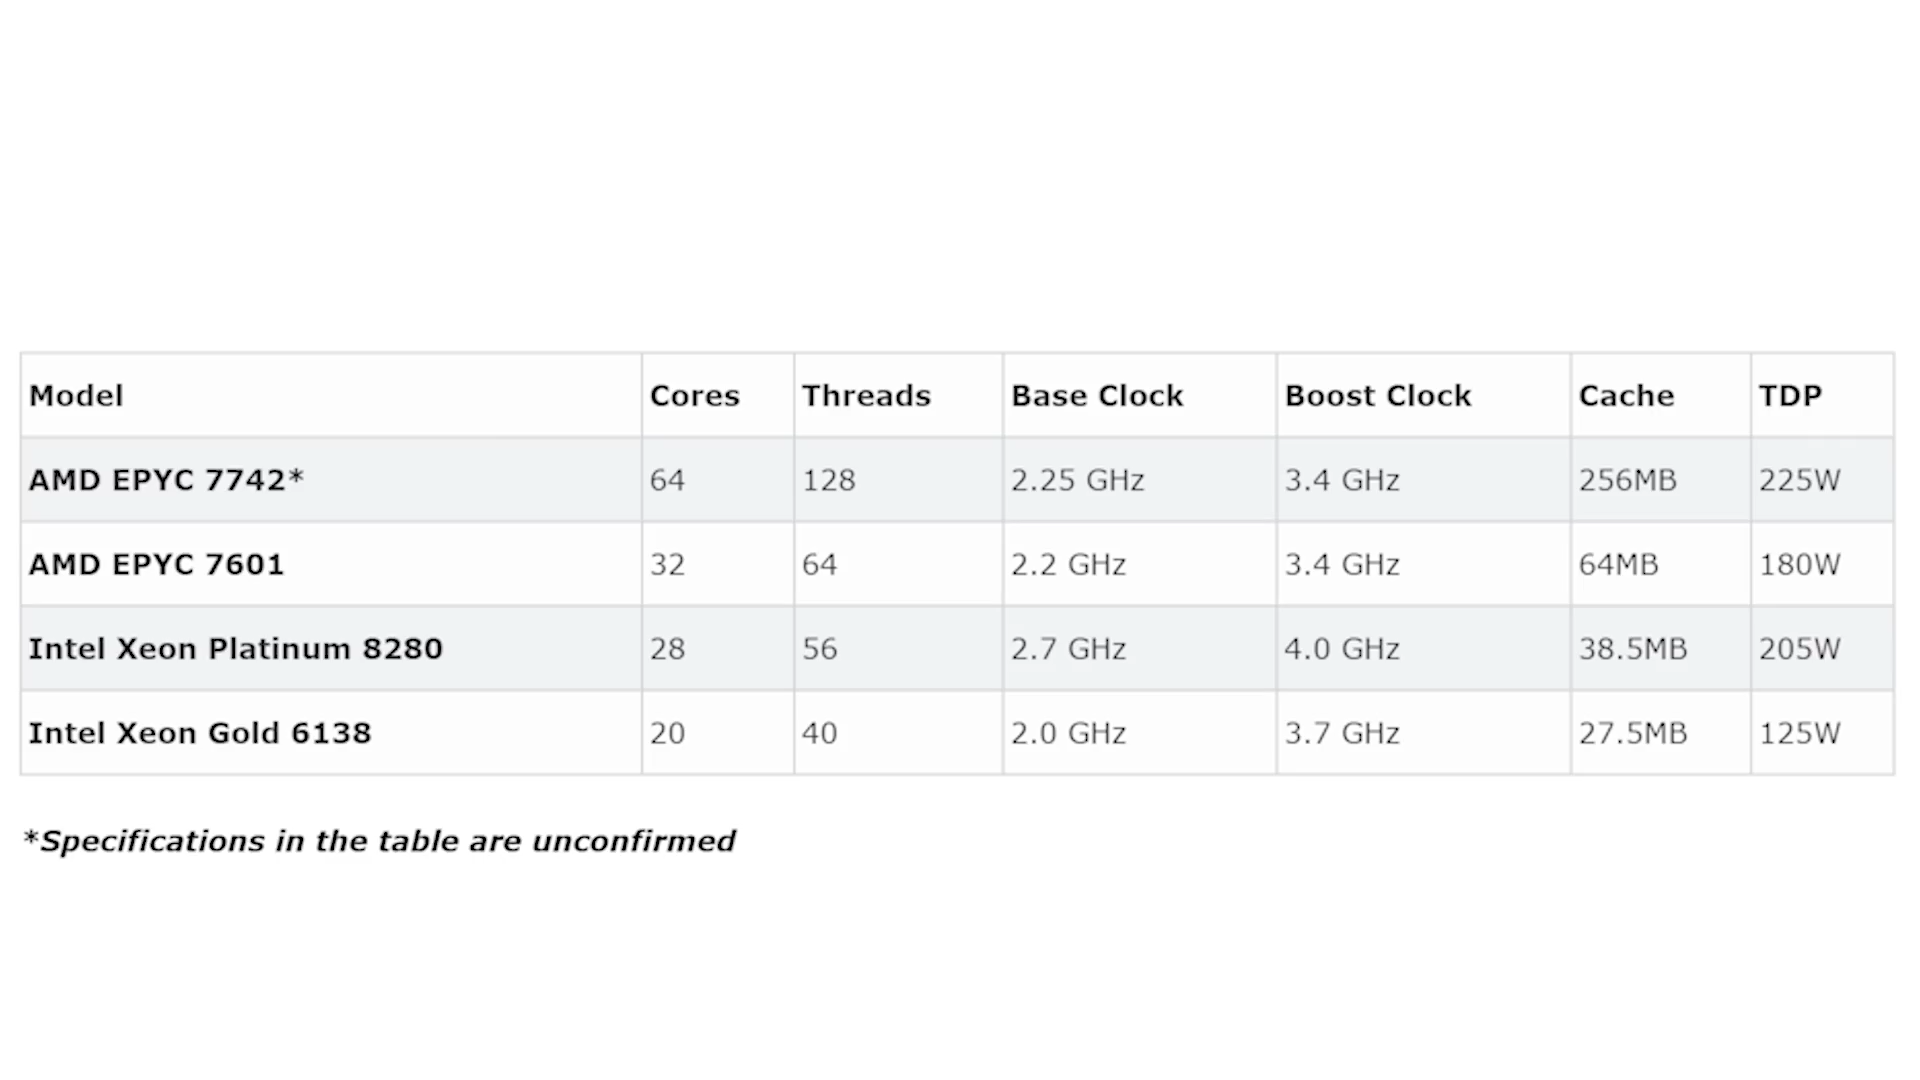 Model Cores Threads Base Clock Boost Clock Cache TDP
AMD EPYC 7742* 64 128 2.25 GHz 3.4 GHz 256MB 225W
AMD EPYC 7601 32 64 2.2 GHz 3.4 GHz 64MB 180W
Intel Xeon Platinum 8280 28 56 2.7 GHz 4.0 GHz 38.5MB 205W
Intel Xeon Gold 6138 20 40 2.0 GHz 3.7 GHz 27.5MB 125W
*Specifications in the table are unconfirmed